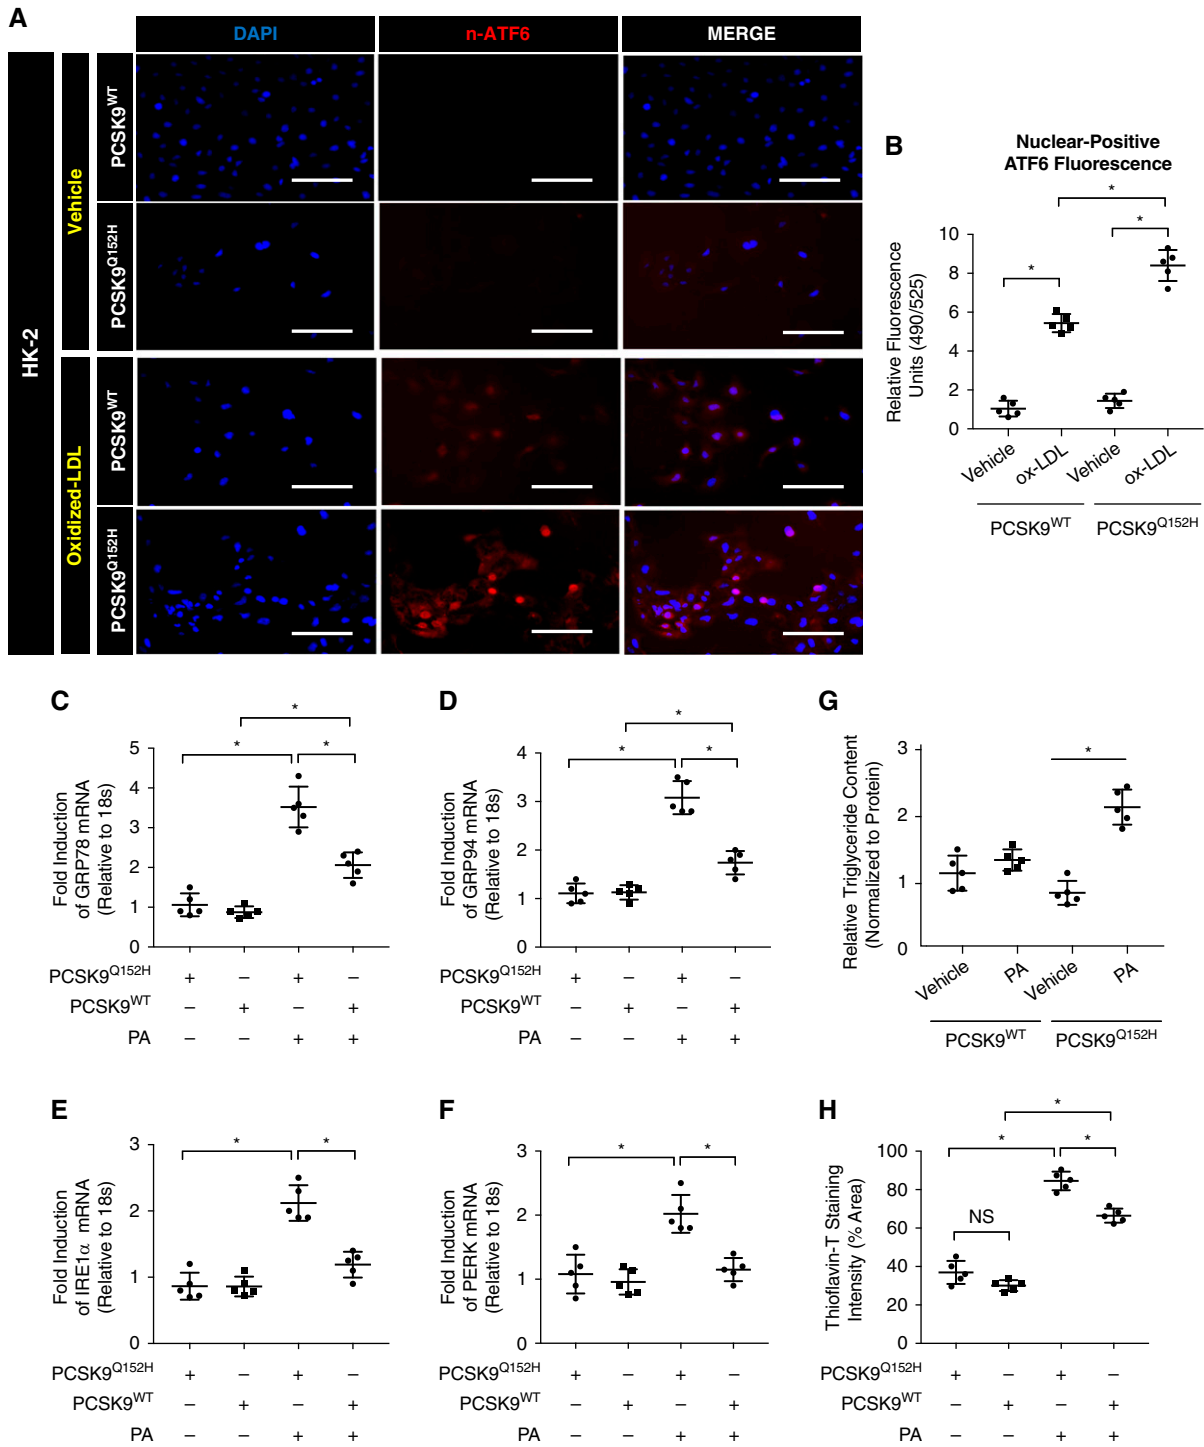 A
DAPI
n-ATF6
MERGE
HK-2
Vehicle
Oxidized-LDL
PCSK9WT
PCSK9Q152H
PCSK9WT
PCSK9Q152H
B
Nuclear-Positive
ATF6 Fluorescence
Relative Fluorescence
Units (490/525)
10
8
6
4
2
0
*
*
*
Vehicle
ox-LDL
Vehicle
ox-LDL
PCSK9WT
PCSK9Q152H
C
Fold Induction
of GRP78 mRNA
(Relative to 18s)
5
4
3
2
1
0
*
*
*
PCSK9Q152H + – + –
PCSK9WT – + – +
PA – – + +
D
Fold Induction
of GRP94 mRNA
(Relative to 18s)
4
3
2
1
0
*
*
*
PCSK9Q152H + – + –
PCSK9WT – + – +
PA – – + +
G
Relative Triglyceride Content
(Normalized to Protein)
3
2
1
0
*
Vehicle
PA
Vehicle
PA
PCSK9WT
PCSK9Q152H
E
Fold Induction
of IRE1α mRNA
(Relative to 18s)
3
2
1
0
*
*
PCSK9Q152H + – + –
PCSK9WT – + – +
PA – – + +
F
Fold Induction
of PERK mRNA
(Relative to 18s)
3
2
1
0
*
*
PCSK9Q152H + – + –
PCSK9WT – + – +
PA – – + +
H
Thioflavin-T Staining
Intensity (% Area)
100
80
60
40
20
0
NS
*
*
*
PCSK9Q152H + – + –
PCSK9WT – + – +
PA – – + +